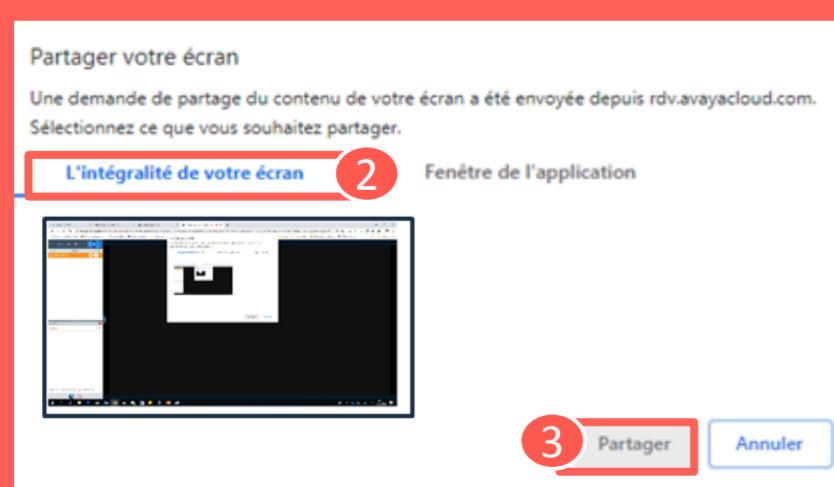 Partager votre écran
Une demande de partage du contenu de votre écran a été envoyée depuis rdv.avayacloud.com.
Sélectionnez ce que vous souhaitez partager.
L'intégralité de votre écran 2 Fenêtre de l'application
3 Partager Annuler